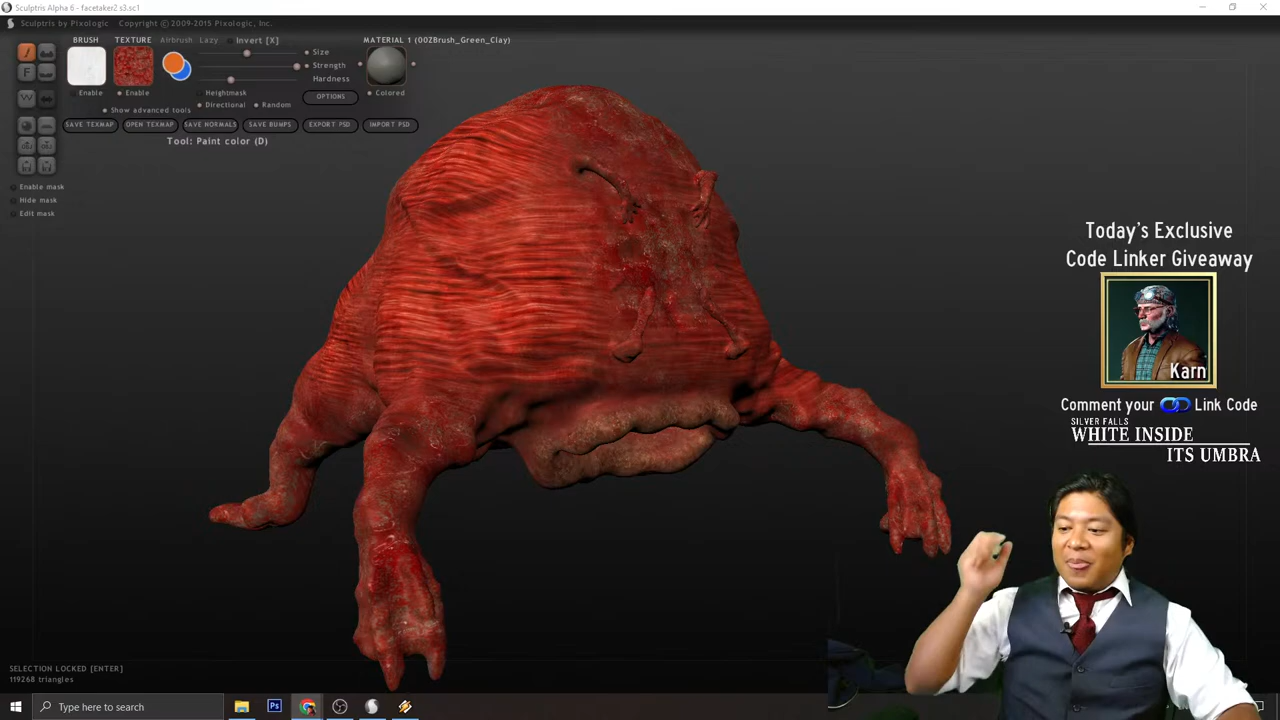 Sculptris Alpha 6 - facetaker2 s3.sc1
Sculptris by Pixologic Copyright © 2009-2015 Pixologic, Inc.
BRUSH TEXTURE Airbrush Lazy Invert [X] MATERIAL 1 (00ZBrush_Green_Clay)
Size
Strength
Hardness
Enable Enable Heightmask Colored
OPTIONS
Directional Random
Show advanced tools
SAVE TEXMAP OPEN TEXMAP SAVE NORMALS SAVE BUMPS EXPORT PSD IMPORT PSD
Tool: Paint color (D)
Enable mask
Hide mask
Edit mask
Today's Exclusive
Code Linker Giveaway
Karn
Comment your Link Code
SILVER FALLS
WHITE INSIDE
ITS UMBRA
SELECTION LOCKED [ENTER]
119268 triangles
Type here to search
Ps